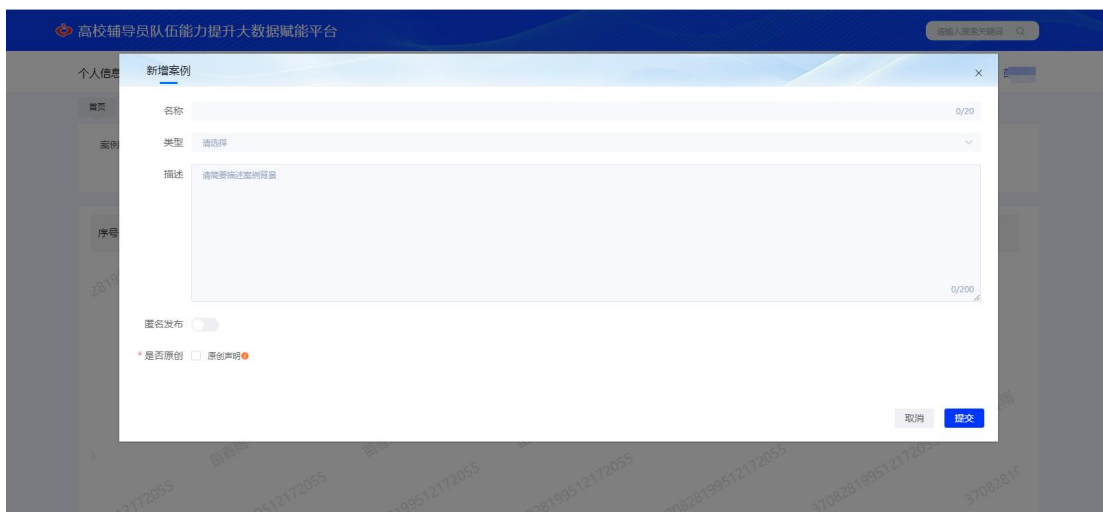 高校辅导员队伍能力提升大数据赋能平台
请输入搜索关键词
个人信息
新增案例
×
首页
名称
0/20
案例
类型
请选择
描述
请简要描述案例背景
序号
0/200
匿名发布
* 是否原创
原创声明
取消
提交